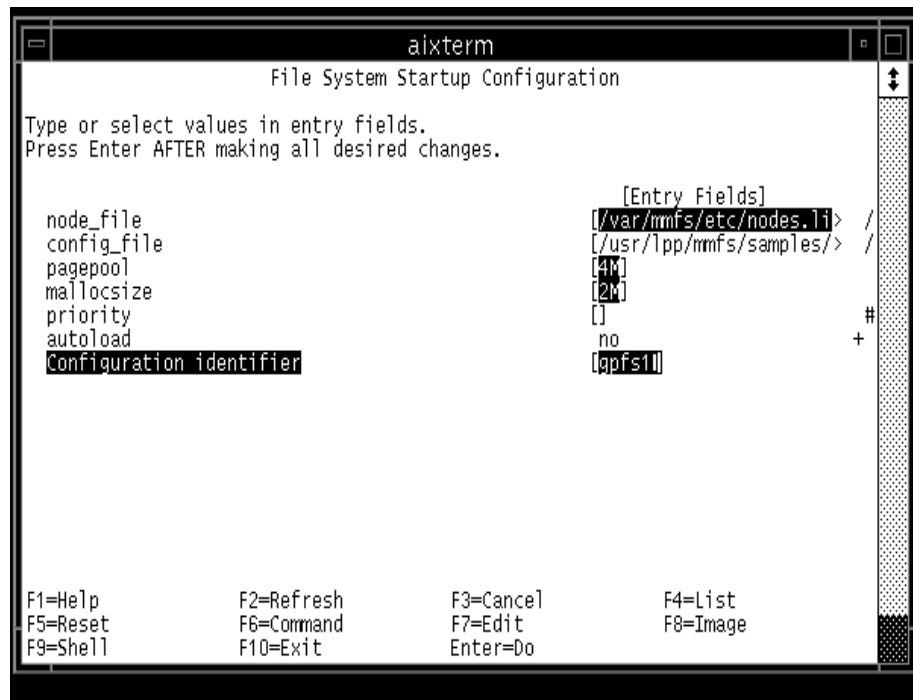 aixterm
File System Startup Configuration
Type or select values in entry fields.
Press Enter AFTER making all desired changes.
[Entry Fields]
node_file [/var/mmfs/etc/nodes.li> /
config_file [/usr/lpp/mmfs/samples/> /
pagepool [4M]
mallocsize [2M]
priority [] #
autoload no +
Configuration identifier [gpfs1]
F1=Help F2=Refresh F3=Cancel F4=List
F5=Reset F6=Command F7=Edit F8=Image
F9=Shell F10=Exit Enter=Do